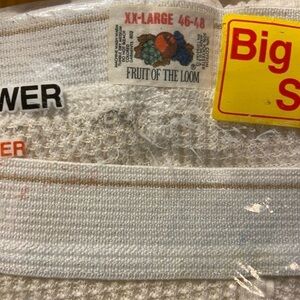 XX-LARGE 46-48
FRUIT OF THE LOOM
Big
S
WER
ER